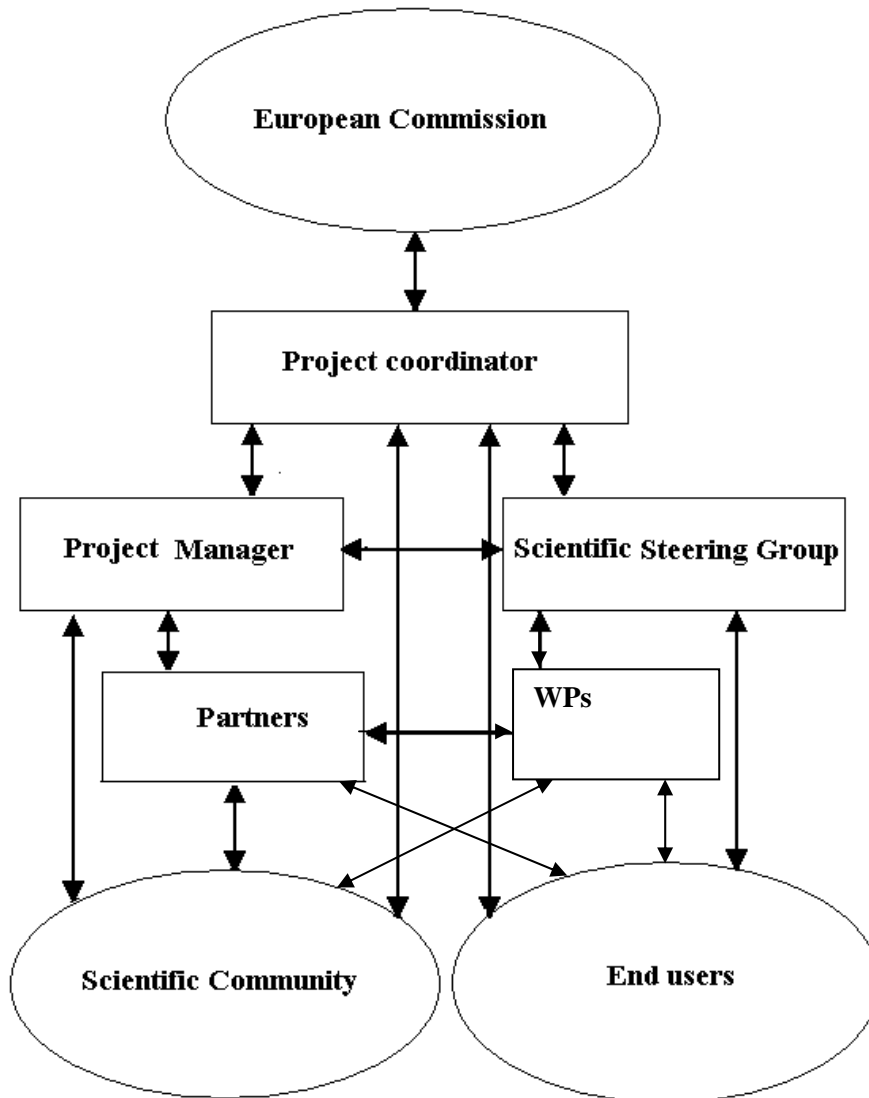 European Commission
Project coordinator
Project Manager
Scientific Steering Group
Partners
WPs
Scientific Community
End users